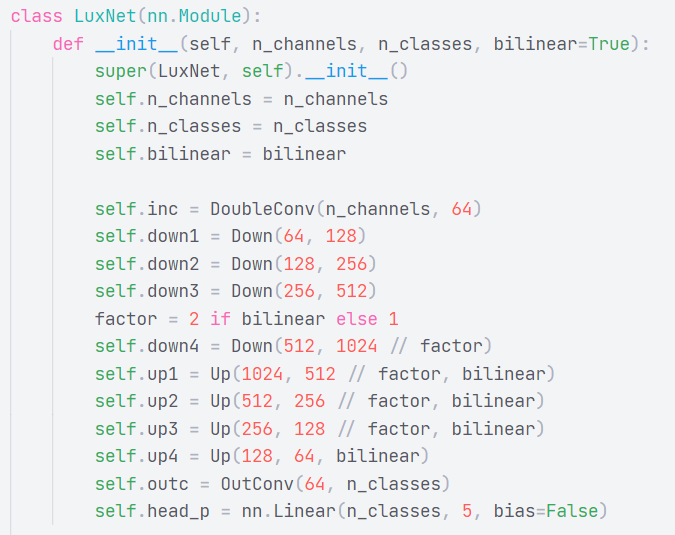 class LuxNet(nn.Module):
    def __init__(self, n_channels, n_classes, bilinear=True):
        super(LuxNet, self).__init__()
        self.n_channels = n_channels
        self.n_classes = n_classes
        self.bilinear = bilinear

        self.inc = DoubleConv(n_channels, 64)
        self.down1 = Down(64, 128)
        self.down2 = Down(128, 256)
        self.down3 = Down(256, 512)
        factor = 2 if bilinear else 1
        self.down4 = Down(512, 1024 // factor)
        self.up1 = Up(1024, 512 // factor, bilinear)
        self.up2 = Up(512, 256 // factor, bilinear)
        self.up3 = Up(256, 128 // factor, bilinear)
        self.up4 = Up(128, 64, bilinear)
        self.outc = OutConv(64, n_classes)
        self.head_p = nn.Linear(n_classes, 5, bias=False)